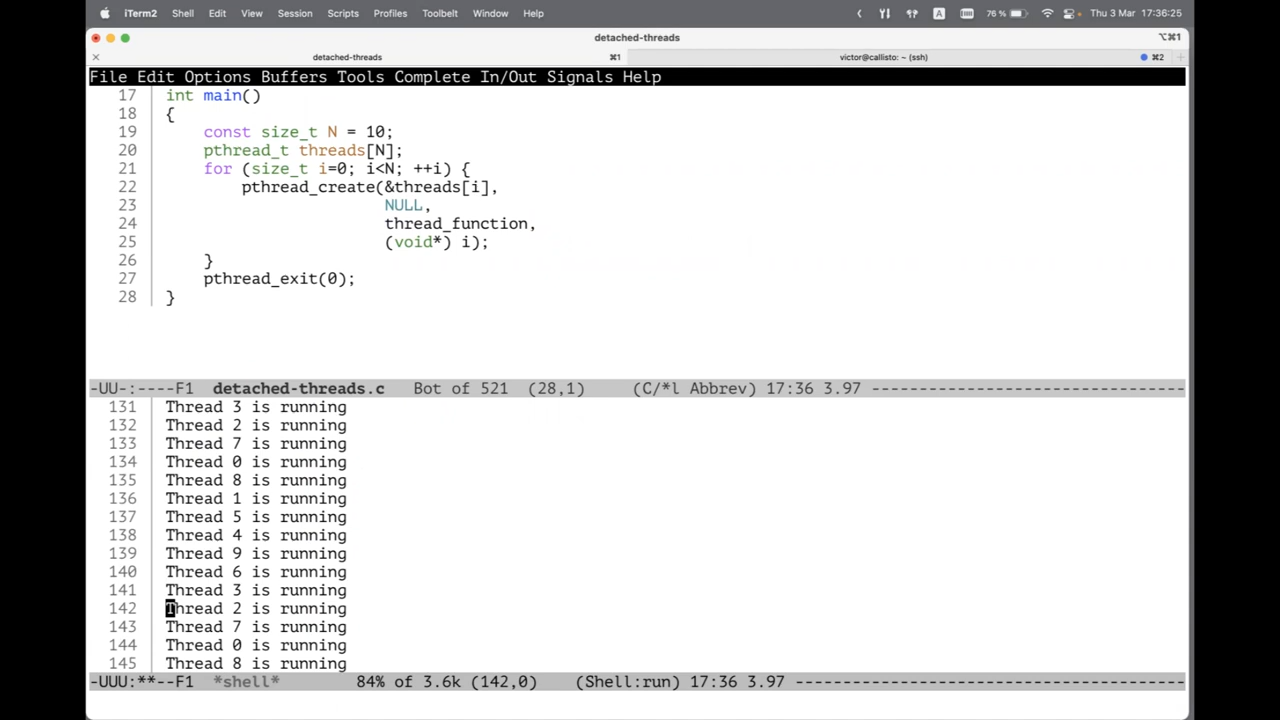 iTerm2 Shell Edit View Session Scripts Profiles Toolbelt Window Help A 76 % Thu 3 Mar 17:36:25
detached-threads ⌥⌘1
× detached-threads ⌘1 victor@callisto: ~ (ssh) ⌘2 +
File Edit Options Buffers Tools Complete In/Out Signals Help
17 int main()
18 {
19     const size_t N = 10;
20     pthread_t threads[N];
21     for (size_t i=0; i<N; ++i) {
22         pthread_create(&threads[i],
23                        NULL,
24                        thread_function,
25                        (void*) i);
26     }
27     pthread_exit(0);
28 }
-UU-:----F1  detached-threads.c   Bot of 521  (28,1)     (C/*l Abbrev) 17:36 3.97 ---------------------------------
131 Thread 3 is running
132 Thread 2 is running
133 Thread 7 is running
134 Thread 0 is running
135 Thread 8 is running
136 Thread 1 is running
137 Thread 5 is running
138 Thread 4 is running
139 Thread 9 is running
140 Thread 6 is running
141 Thread 3 is running
142 Thread 2 is running
143 Thread 7 is running
144 Thread 0 is running
145 Thread 8 is running
-UUU:**--F1  *shell*        84% of 3.6k (142,0)    (Shell:run) 17:36 3.97 -----------------------------------------